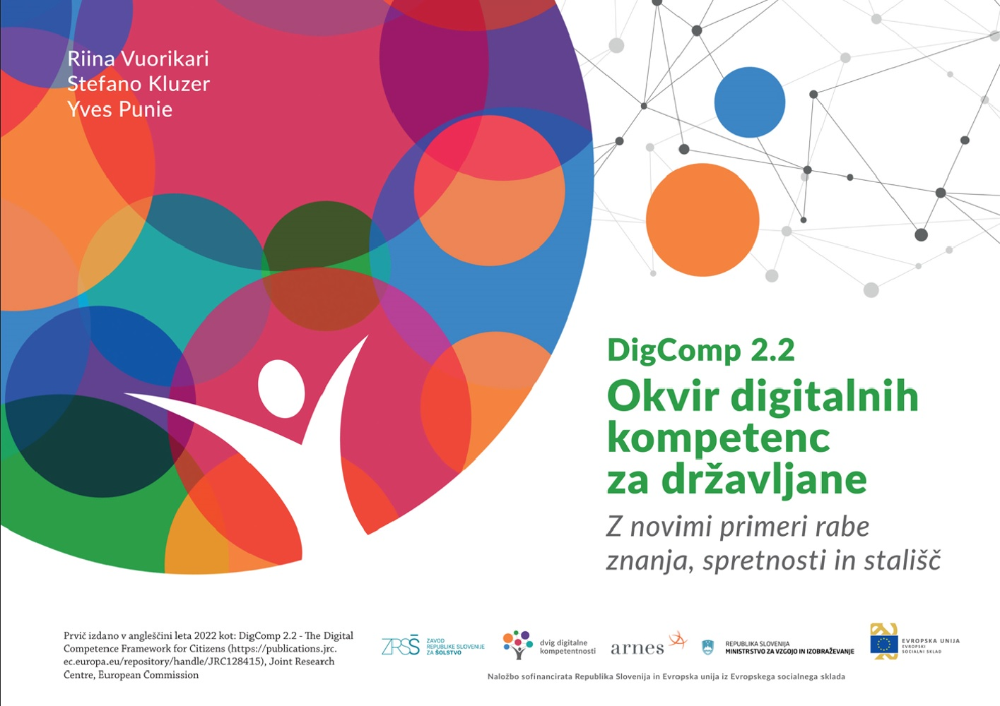 Riina Vuorikari
Stefano Kluzer
Yves Punie
DigComp 2.2
Okvir digitalnih
kompetenc
za državljane
Z novimi primeri rabe
znanja, spretnosti in stališč
Prvič izdano v angleščini leta 2022 kot: DigComp 2.2 - The Digital
Competence Framework for Citizens (https://publications.jrc.
ec.europa.eu/repository/handle/JRC128415), Joint Research
Centre, European Commission
ZRSŠ
ZAVOD
REPUBLIKE SLOVENIJE
ZA ŠOLSTVO
dvig digitalne
kompetentnosti
arnes
REPUBLIKA SLOVENIJA
MINISTRSTVO ZA VZGOJO IN IZOBRAŽEVANJE
EVROPSKA UNIJA
EVROPSKI
SOCIALNI SKLAD
Naložbo sofinancirata Republika Slovenija in Evropska unija iz Evropskega socialnega sklada